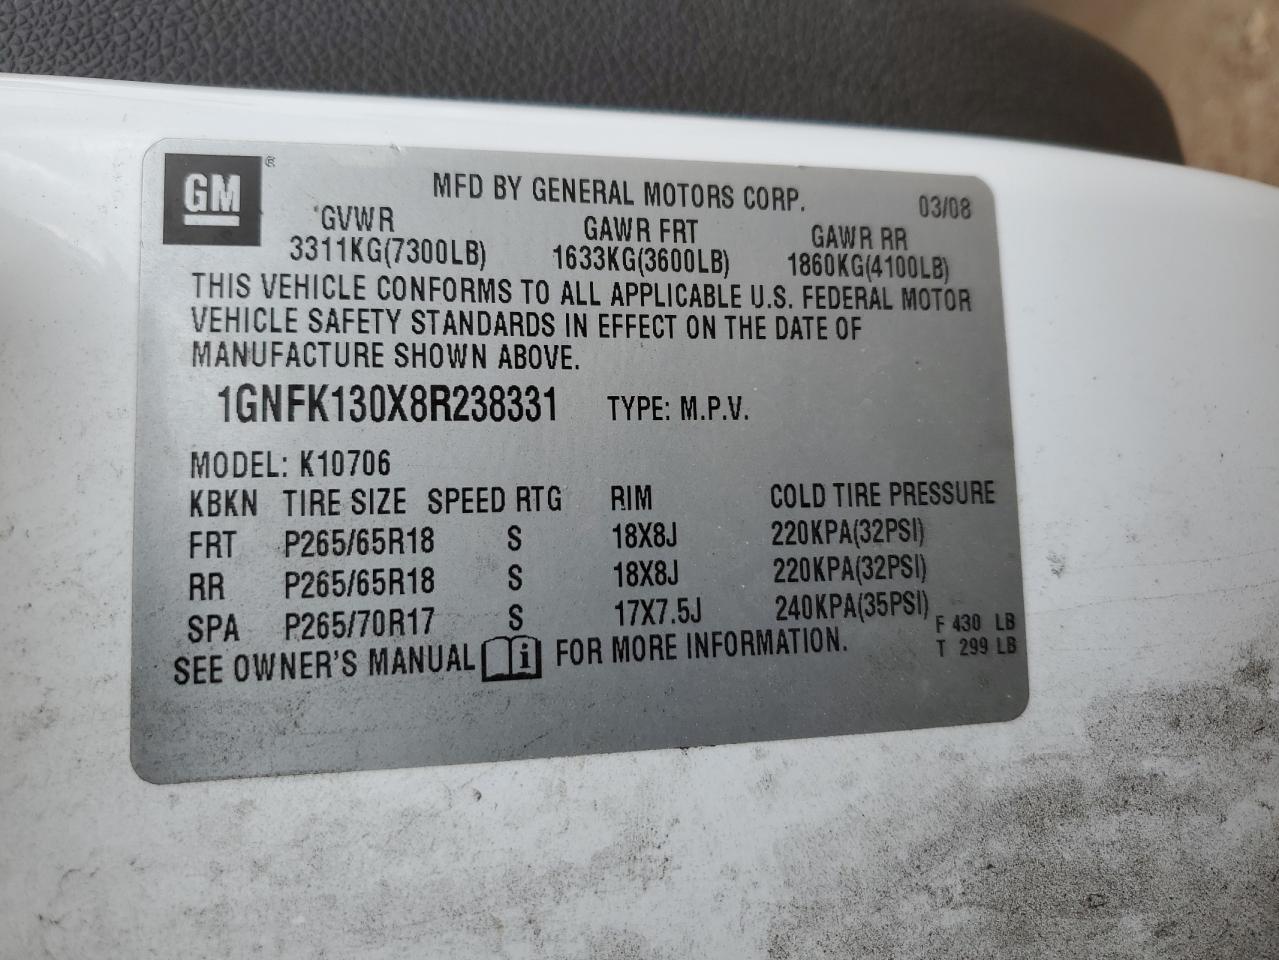 GM ®
MFD BY GENERAL MOTORS CORP. 03/08
GVWR GAWR FRT GAWR RR
3311KG(7300LB) 1633KG(3600LB) 1860KG(4100LB)
THIS VEHICLE CONFORMS TO ALL APPLICABLE U.S. FEDERAL MOTOR
VEHICLE SAFETY STANDARDS IN EFFECT ON THE DATE OF
MANUFACTURE SHOWN ABOVE.
1GNFK130X8R238331 TYPE: M.P.V.
MODEL: K10706
KBKN TIRE SIZE SPEED RTG RIM COLD TIRE PRESSURE
FRT P265/65R18 S 18X8J 220KPA(32PSI)
RR P265/65R18 S 18X8J 220KPA(32PSI)
SPA P265/70R17 S 17X7.5J 240KPA(35PSI) F 430 LB
SEE OWNER'S MANUAL i FOR MORE INFORMATION. T 299 LB